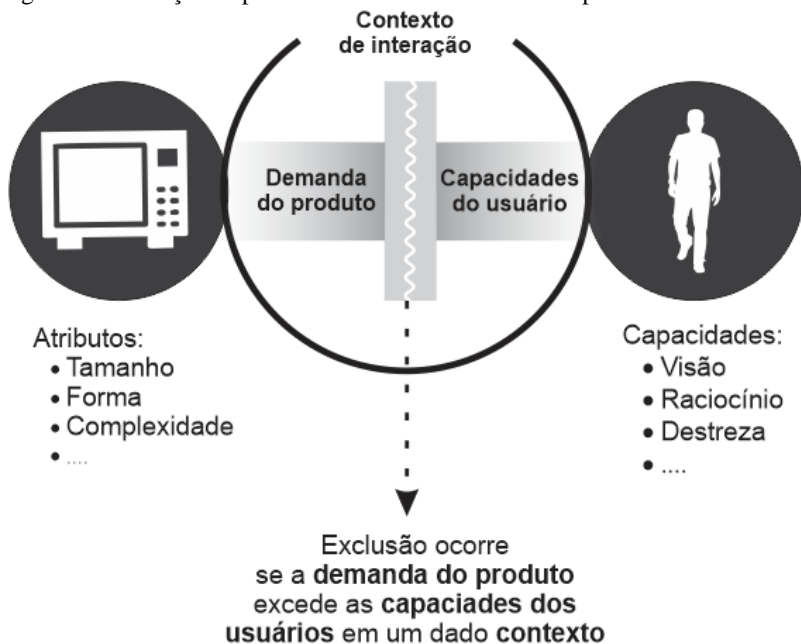 Contexto
de interação
Demanda
do produto
Capacidades
do usuário
Atributos:
• Tamanho
• Forma
• Complexidade
• ....
Capacidades:
• Visão
• Raciocínio
• Destreza
• ....
Exclusão ocorre
se a demanda do produto
excede as capaciades dos
usuários em um dado contexto